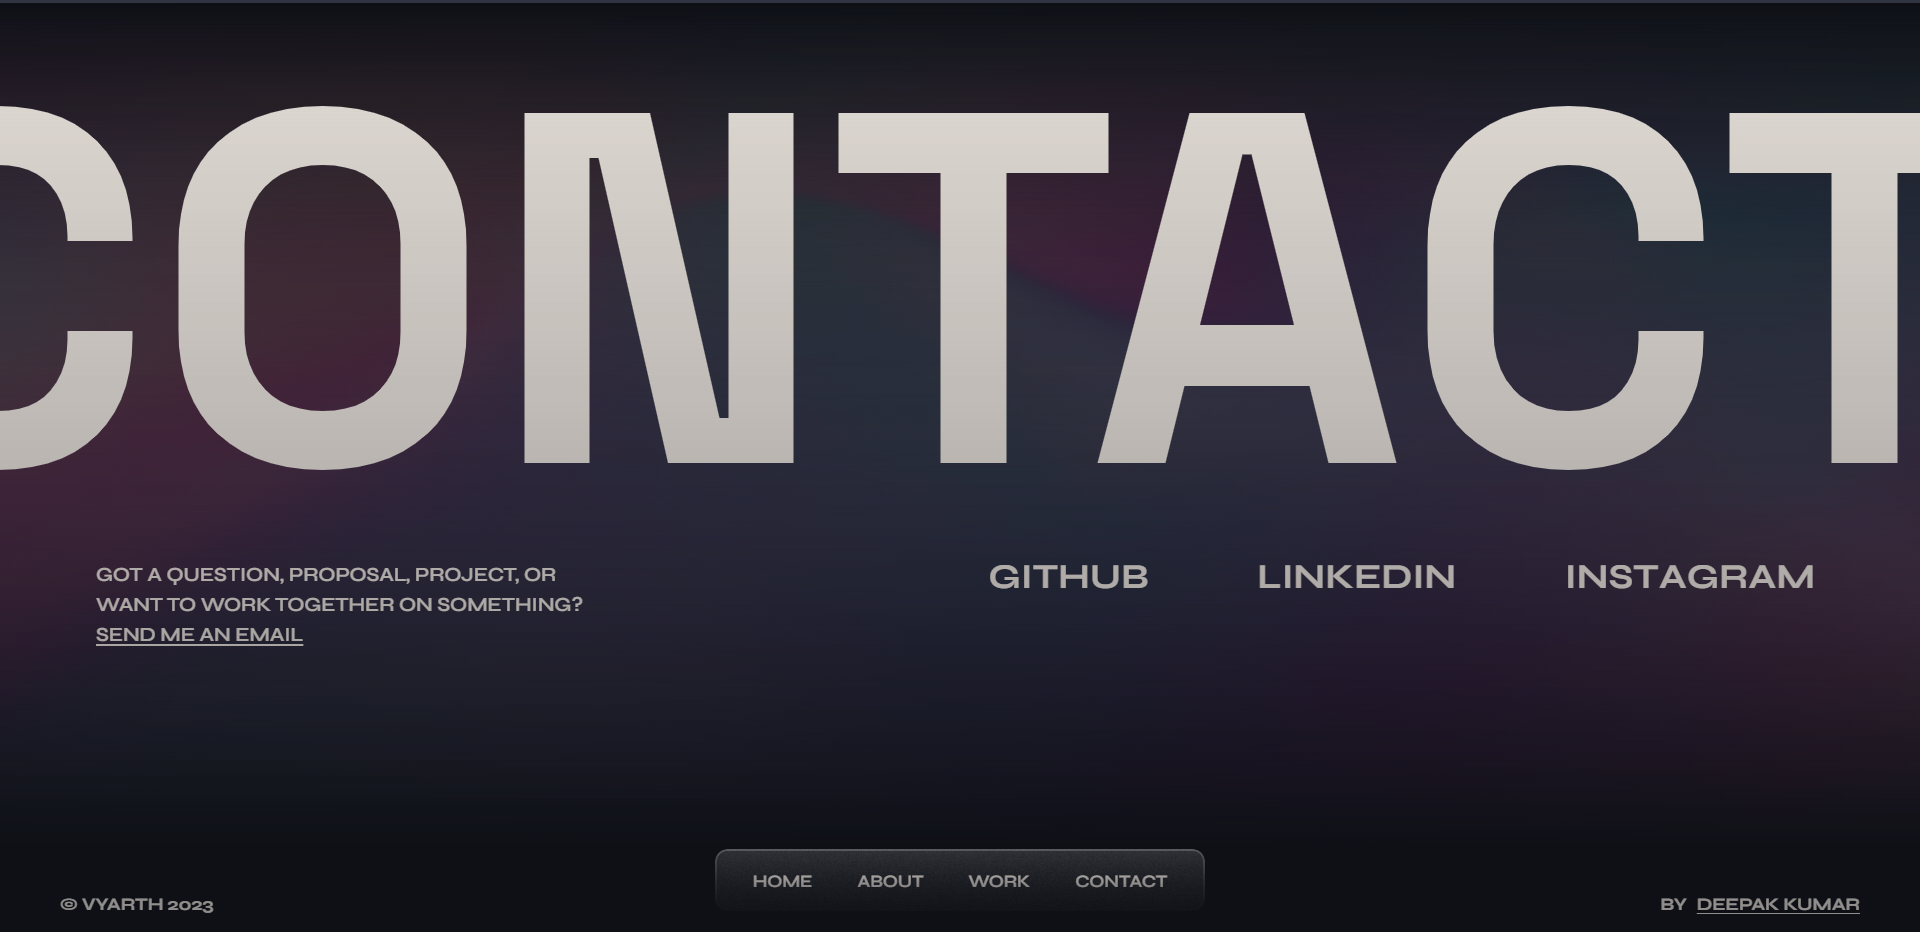 CONTACT
GOT A QUESTION, PROPOSAL, PROJECT, OR
WANT TO WORK TOGETHER ON SOMETHING?
SEND ME AN EMAIL
GITHUB LINKEDIN INSTAGRAM
HOME ABOUT WORK CONTACT
© VYARTH 2023
BY DEEPAK KUMAR